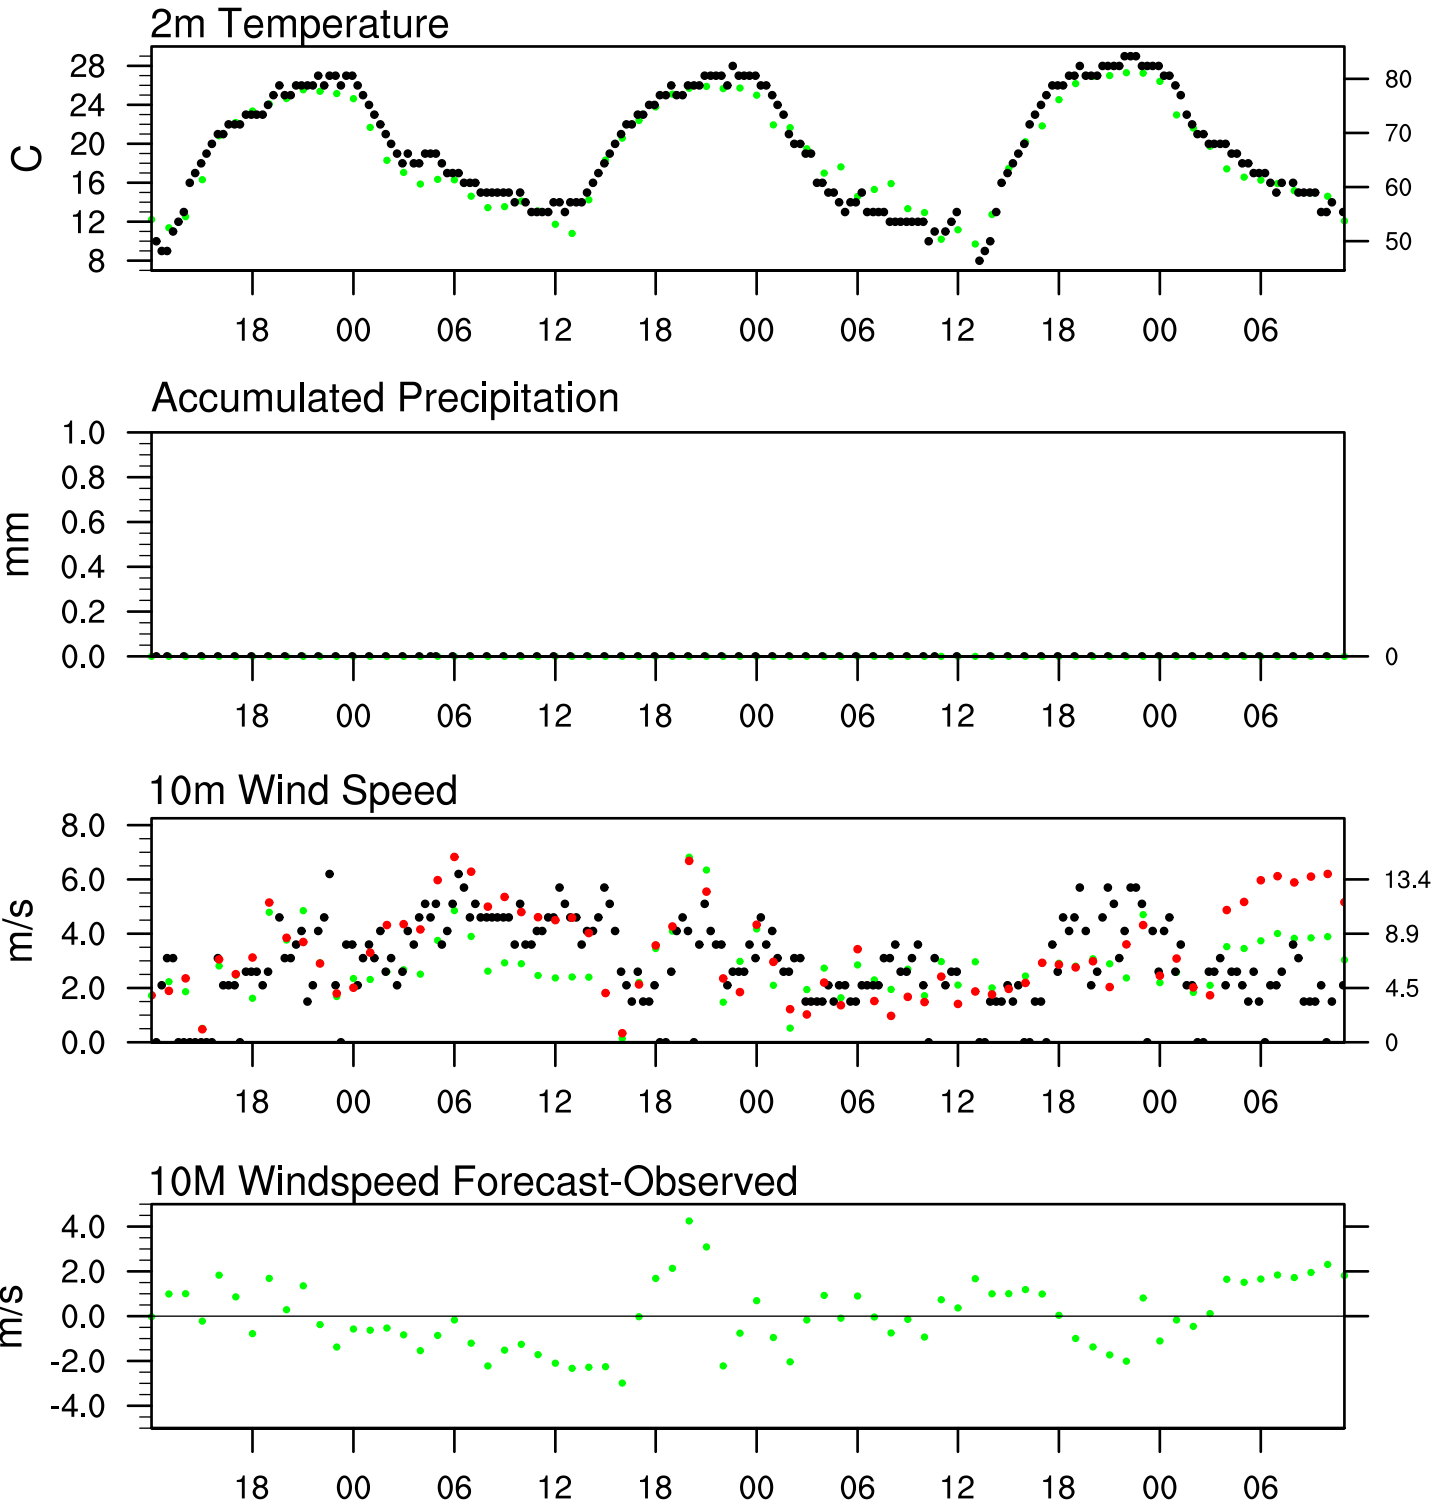 2m Temperature
C
28
24
20
16
12
8
80
70
60
50
18 00 06 12 18 00 06 12 18 00 06
Accumulated Precipitation
mm
1.0
0.8
0.6
0.4
0.2
0.0
0
18 00 06 12 18 00 06 12 18 00 06
10m Wind Speed
m/s
8.0
6.0
4.0
2.0
0.0
13.4
8.9
4.5
0
18 00 06 12 18 00 06 12 18 00 06
10M Windspeed Forecast-Observed
m/s
4.0
2.0
0.0
-2.0
-4.0
18 00 06 12 18 00 06 12 18 00 06